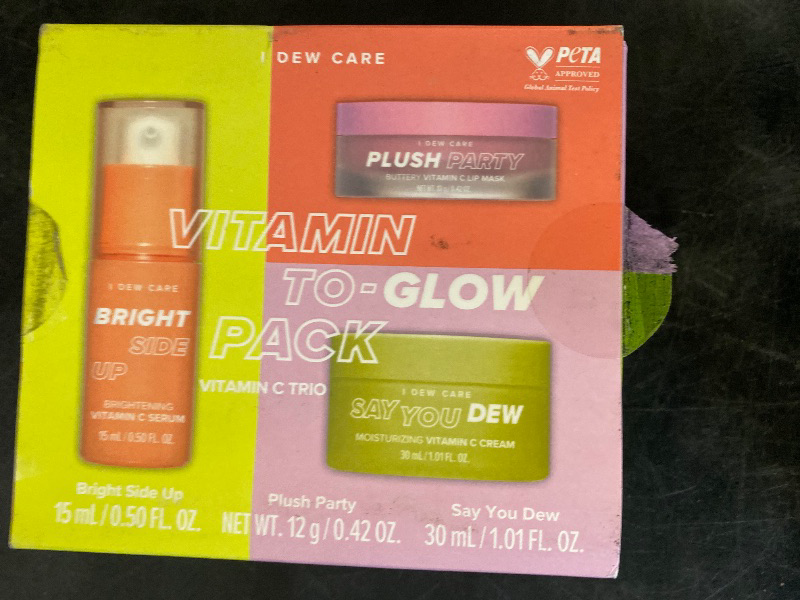 I DEW CARE
PeTA
APPROVED
Global Animal Test Policy
I DEW CARE
PLUSH PARTY
BUTTERY VITAMIN C LIP MASK
VITAMIN
TO-GLOW
PACK
VITAMIN C TRIO
I DEW CARE
BRIGHT
SIDE
UP
BRIGHTENING
VITAMIN C SERUM
15 mL / 0.50 FL. OZ.
I DEW CARE
SAY YOU DEW
MOISTURIZING VITAMIN C CREAM
30 mL / 1.01 FL. OZ.
Bright Side Up
15 mL / 0.50 FL. OZ.
Plush Party
NET WT. 12 g / 0.42 OZ.
Say You Dew
30 mL / 1.01 FL. OZ.